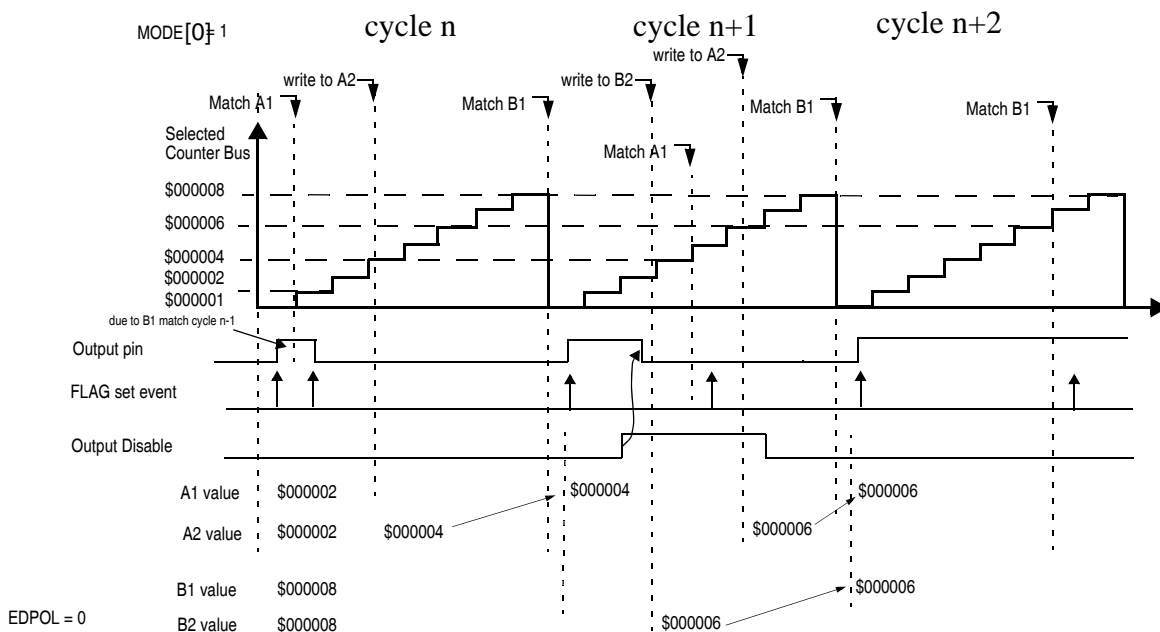 MODE[0]= 1
cycle n
cycle n+1
cycle n+2
write to A2
write to B2
write to A2
Match A1
Match B1
Match A1
Match B1
Match B1
Selected
Counter Bus
$000008
$000006
$000004
$000002
$000001
due to B1 match cycle n-1
Output pin
FLAG set event
Output Disable
A1 value $000002 $000004 $000006
A2 value $000002 $000004 $000006
B1 value $000008 $000006
EDPOL = 0
B2 value $000008 $000006